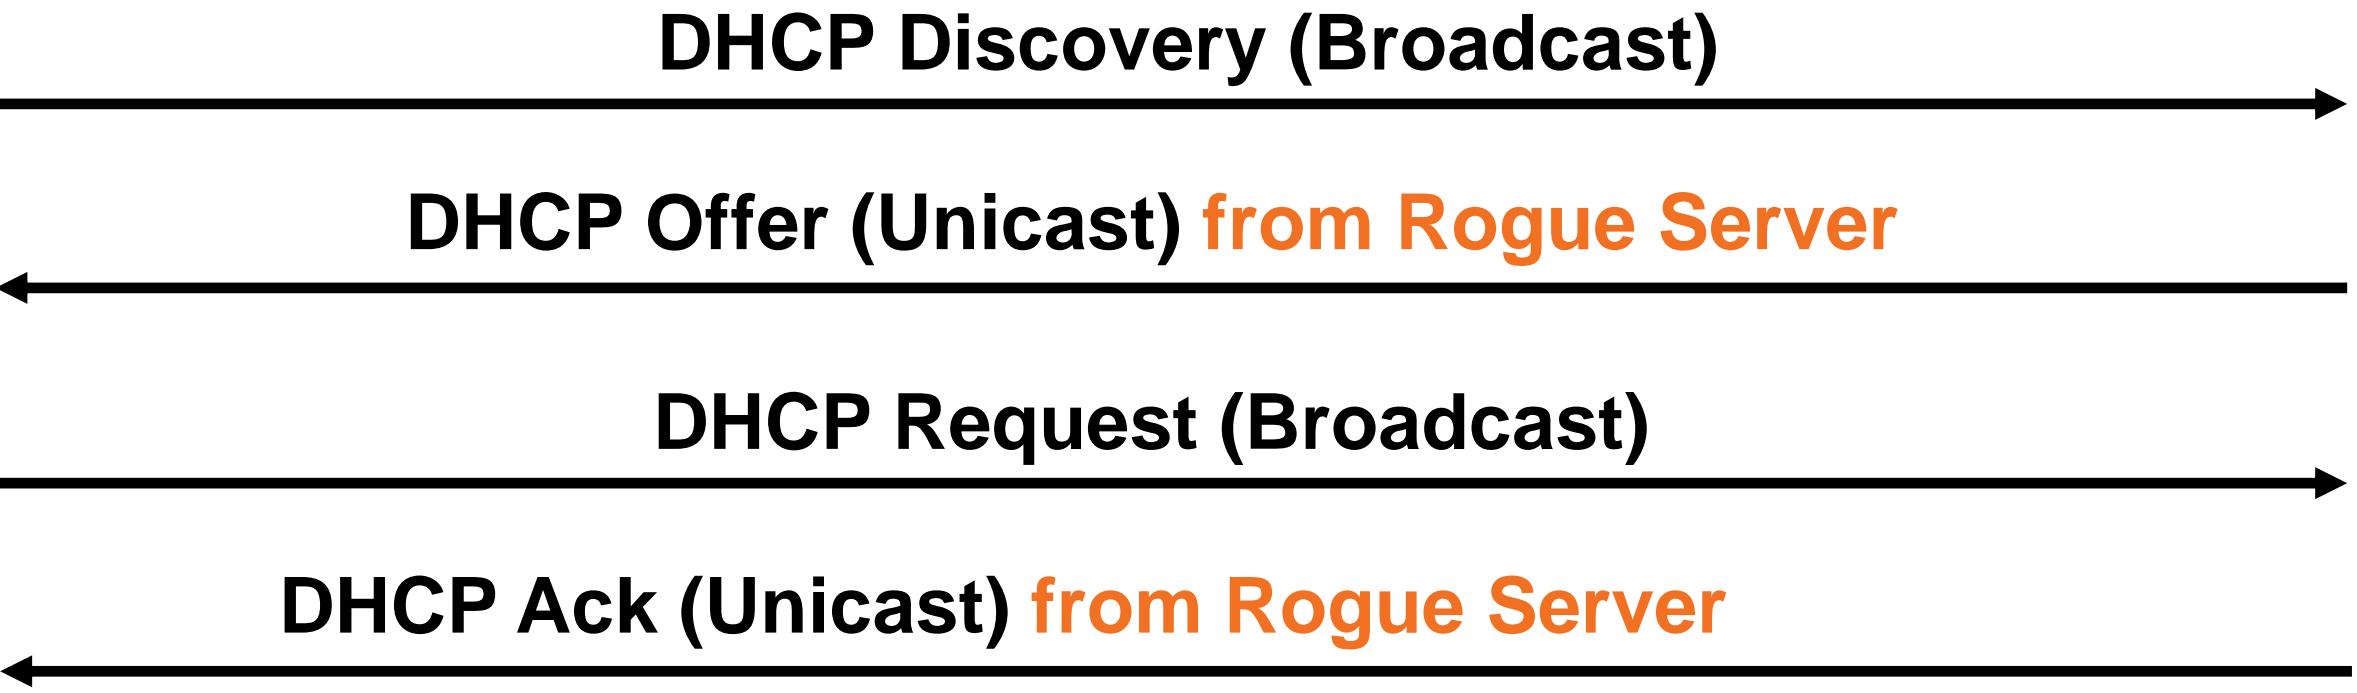 DHCP Discovery (Broadcast)
DHCP Offer (Unicast) from Rogue Server
DHCP Request (Broadcast)
DHCP Ack (Unicast) from Rogue Server